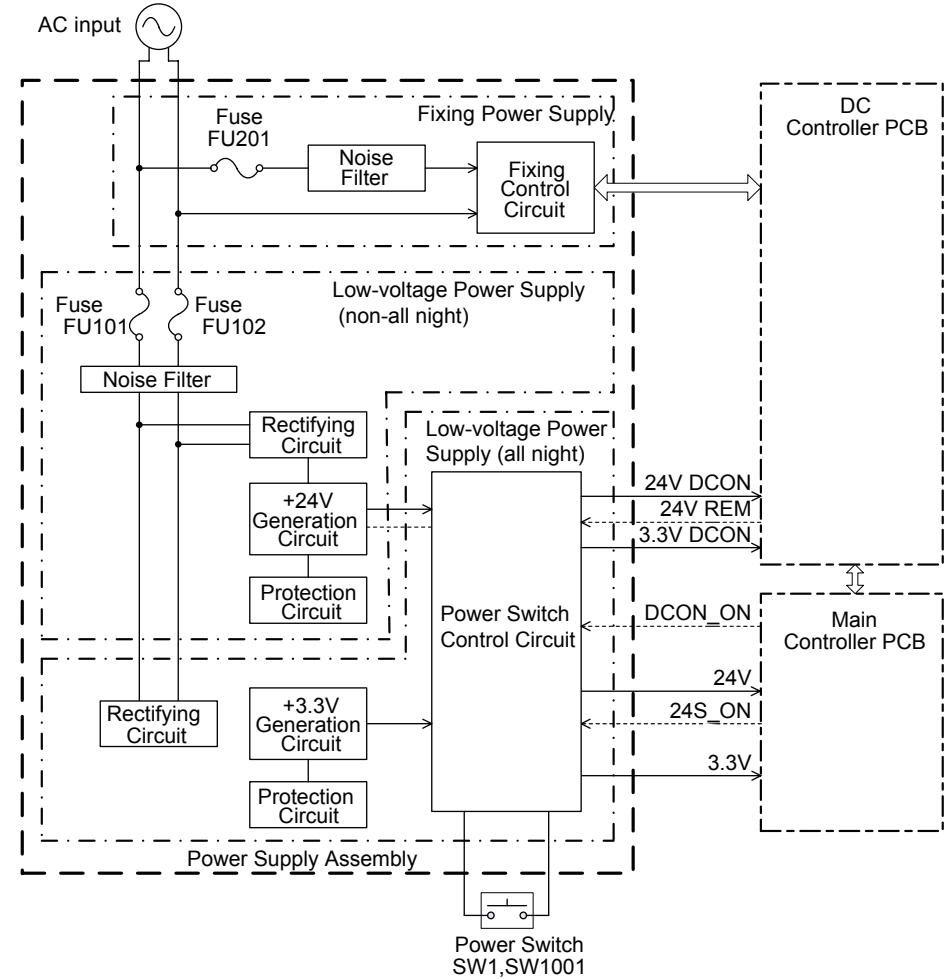 AC input
Fuse
FU201
Fixing Power Supply
Noise
Filter
Fixing
Control
Circuit
DC
Controller PCB
Low-voltage Power Supply
(non-all night)
Fuse
FU101
Fuse
FU102
Noise Filter
Rectifying
Circuit
Low-voltage Power
Supply (all night)
+24V
Generation
Circuit
Protection
Circuit
Power Switch
Control Circuit
24V DCON
24V REM
3.3V DCON
DCON_ON
Main
Controller PCB
24V
24S_ON
3.3V
Rectifying
Circuit
+3.3V
Generation
Circuit
Protection
Circuit
Power Supply Assembly
Power Switch
SW1,SW1001